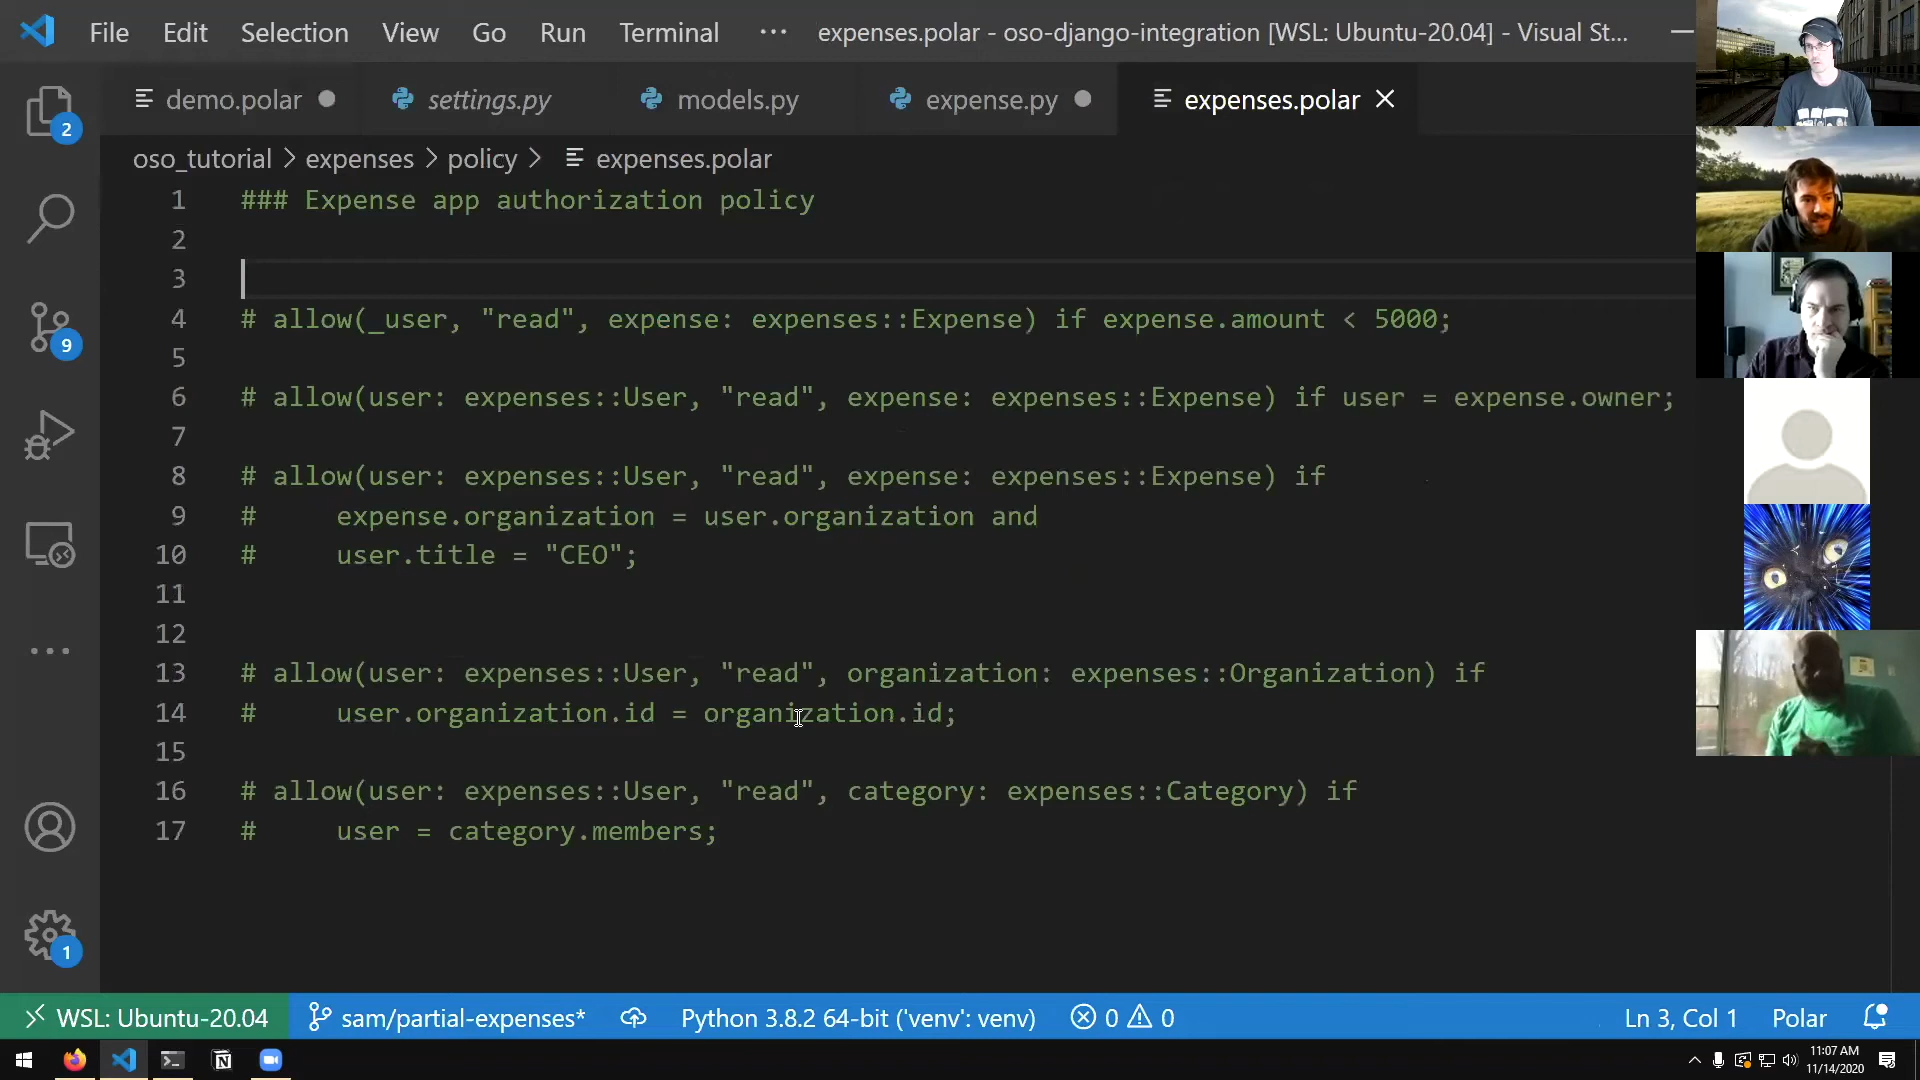 File Edit Selection View Go Run Terminal ··· expenses.polar - oso-django-integration [WSL: Ubuntu-20.04] - Visual St...
demo.polar settings.py models.py expense.py expenses.polar
oso_tutorial > expenses > policy > expenses.polar
1 ### Expense app authorization policy
2
3
4 # allow(_user, "read", expense: expenses::Expense) if expense.amount < 5000;
5
6 # allow(user: expenses::User, "read", expense: expenses::Expense) if user = expense.owner;
7
8 # allow(user: expenses::User, "read", expense: expenses::Expense) if
9 #     expense.organization = user.organization and
10 #     user.title = "CEO";
11
12
13 # allow(user: expenses::User, "read", organization: expenses::Organization) if
14 #     user.organization.id = organization.id;
15
16 # allow(user: expenses::User, "read", category: expenses::Category) if
17 #     user = category.members;
2
9
1
WSL: Ubuntu-20.04 sam/partial-expenses* Python 3.8.2 64-bit ('venv': venv) 0 0 Ln 3, Col 1 Polar
11:07 AM
11/14/2020